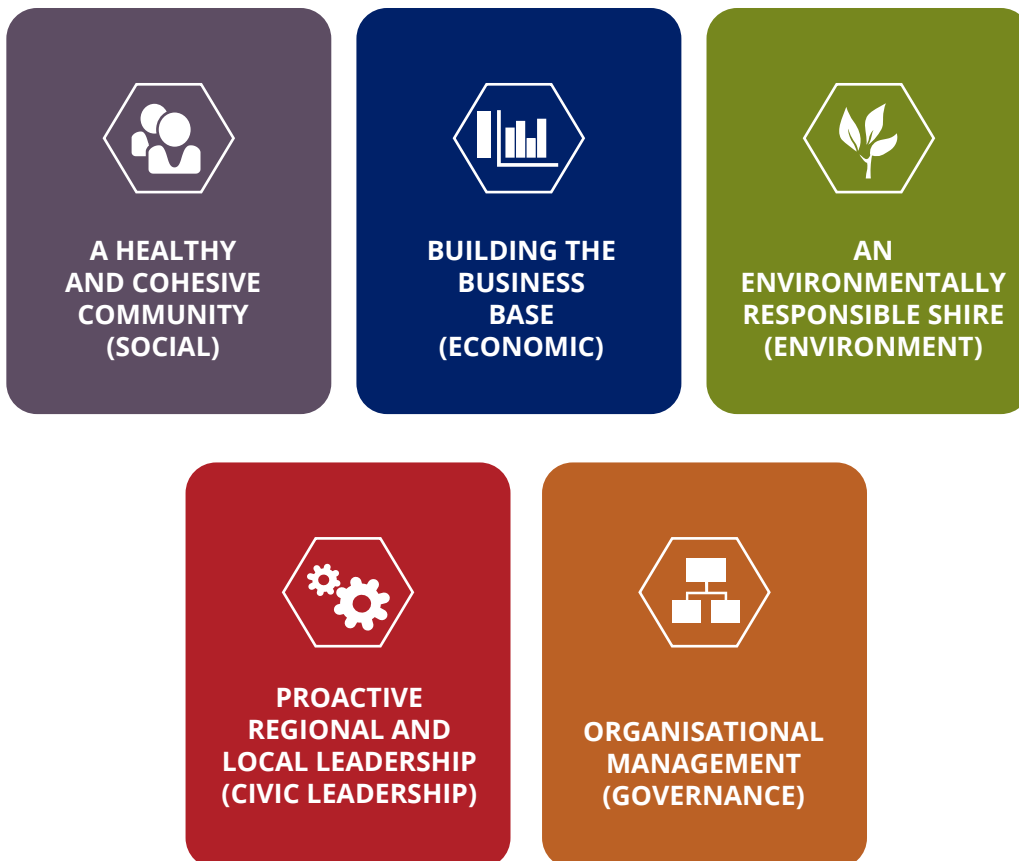 A HEALTHY
AND COHESIVE
COMMUNITY
(SOCIAL)
BUILDING THE
BUSINESS
BASE
(ECONOMIC)
AN
ENVIRONMENTALLY
RESPONSIBLE SHIRE
(ENVIRONMENT)
PROACTIVE
REGIONAL AND
LOCAL LEADERSHIP
(CIVIC LEADERSHIP)
ORGANISATIONAL
MANAGEMENT
(GOVERNANCE)